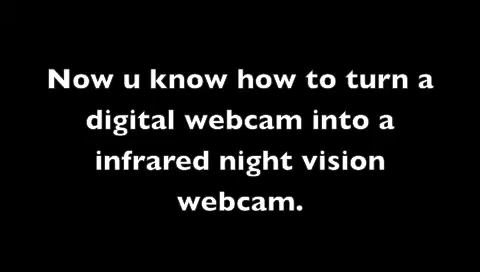 Now u know how to turn a
digital webcam into a
infrared night vision
webcam.